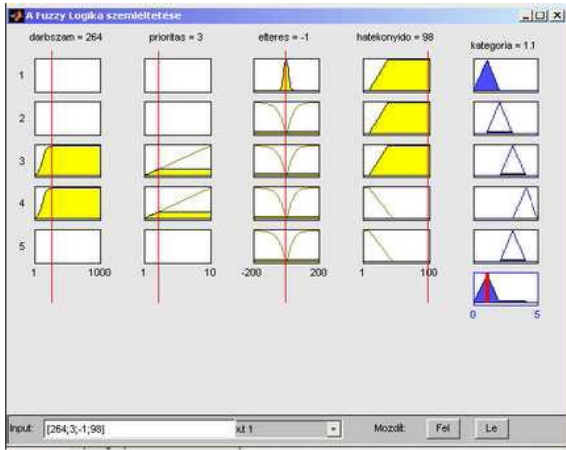 A Fuzzy Logika szemléltetése
darbszam = 264 prioritas = 3 elteres = -1 hatekonyido = 98 kategoria = 1.1
1
2
3
4
5
1 1000 1 10 -200 200 1 100
0 5
Input: [264;3;-1;98] Mozdít: Fel Le